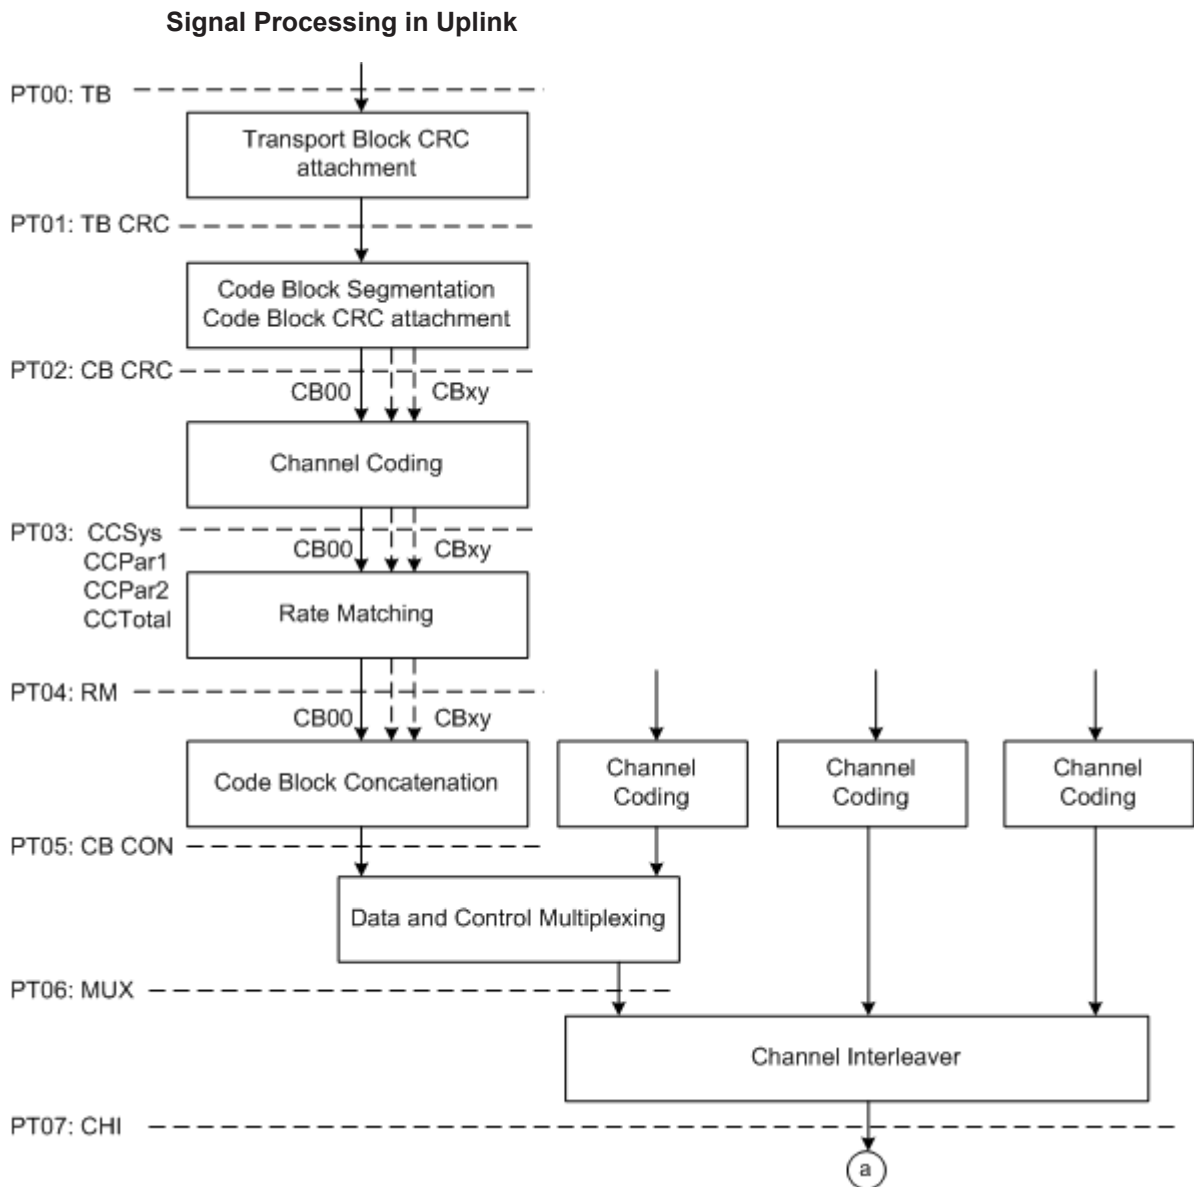 Signal Processing in Uplink
PT00: TB
Transport Block CRC
attachment
PT01: TB CRC
Code Block Segmentation
Code Block CRC attachment
PT02: CB CRC
CB00 CBxy
Channel Coding
PT03: CCSys
CB00 CBxy
CCPar1
CCPar2
CCTotal
Rate Matching
PT04: RM
CB00 CBxy
Code Block Concatenation
Channel
Coding
Channel
Coding
Channel
Coding
PT05: CB CON
Data and Control Multiplexing
PT06: MUX
Channel Interleaver
PT07: CHI
a